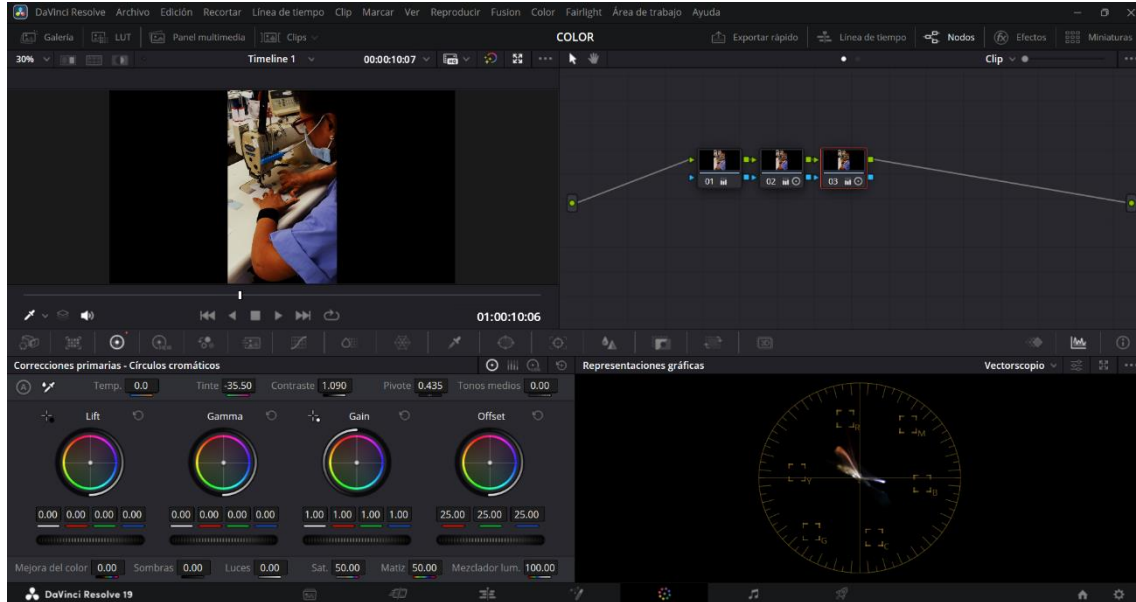 DaVinci Resolve Archivo Edición Recortar Línea de tiempo Clip Marcar Ver Reproducir Fusion Color Fairlight Área de trabajo Ayuda
Galería LUT Panel multimedia Clips COLOR Exportar rápido Línea de tiempo Nodos Efectos Miniaturas
30% Timeline 1 00:00:10:07 Clip
01 02 03
01:00:10:06
Correcciones primarias - Círculos cromáticos Representaciones gráficas Vectorscopio
A Temp. 0.0 Tinte -35.50 Contraste 1.090 Pivote 0.435 Tonos medios 0.00
Lift Gamma Gain Offset
R M
Y B
G C
0.00 0.00 0.00 0.00 0.00 0.00 0.00 0.00 1.00 1.00 1.00 1.00 25.00 25.00 25.00
Mejora del color 0.00 Sombras 0.00 Luces 0.00 Sat. 50.00 Matiz 50.00 Mezclador lum. 100.00
DaVinci Resolve 19